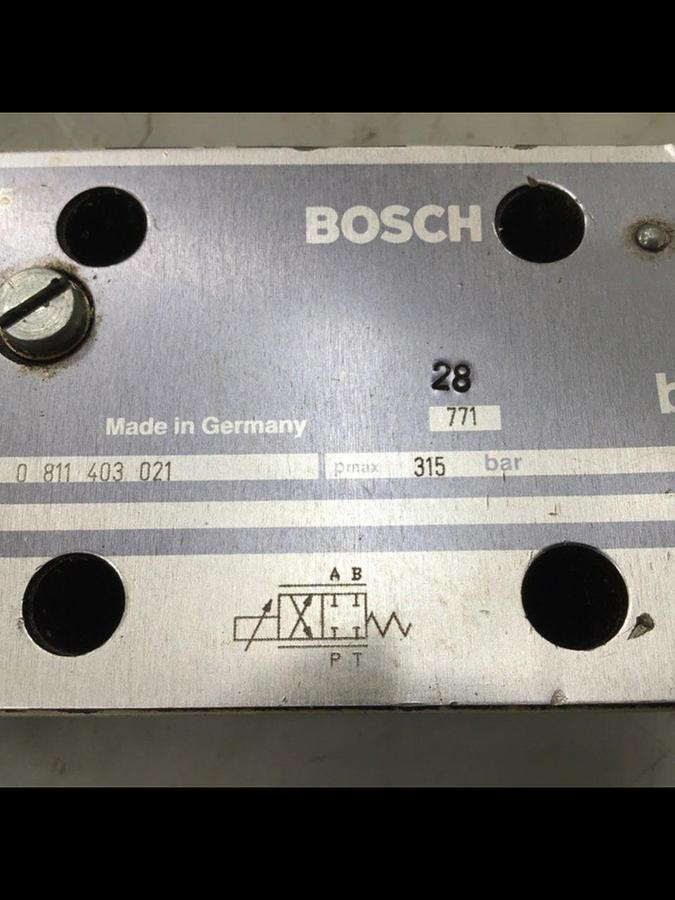 BOSCH
28
771
Made in Germany
0 811 403 021 pmax 315 bar
A B
P T